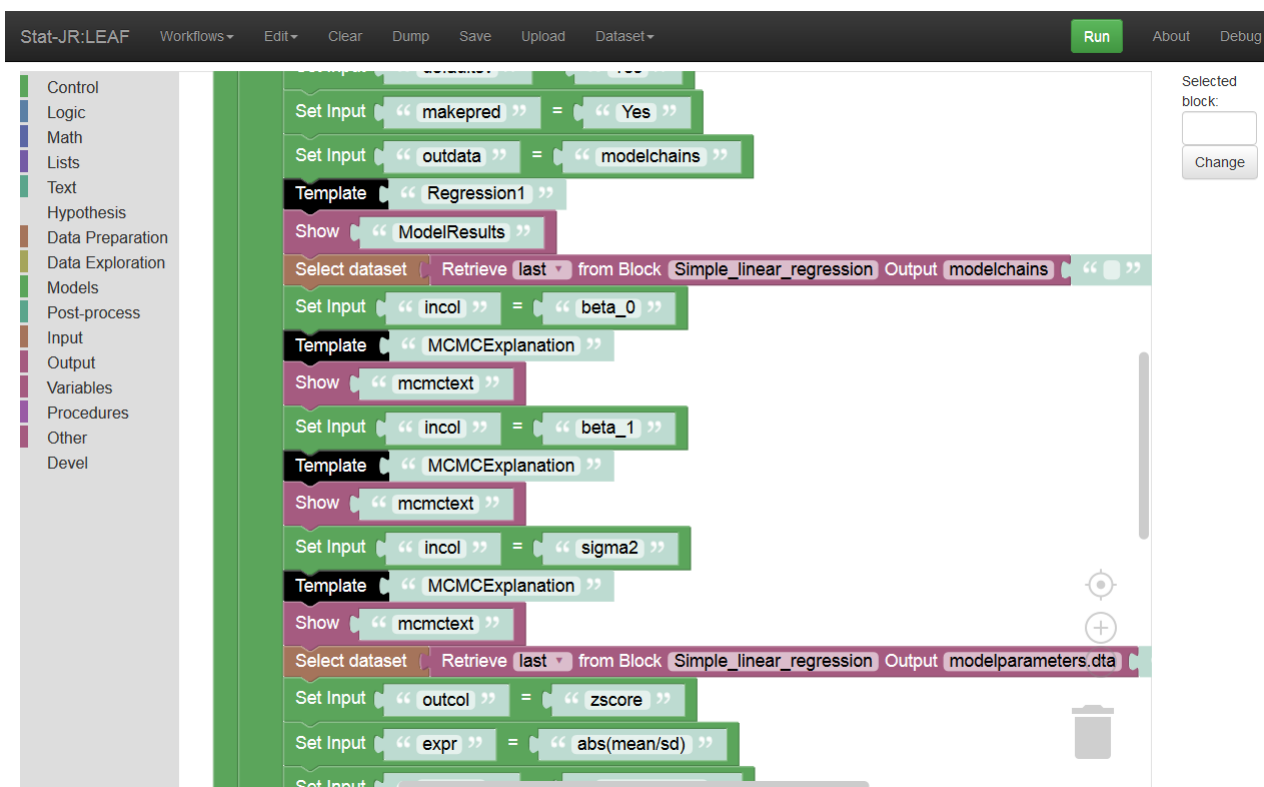 Stat-JR:LEAF Workflows Edit Clear Dump Save Upload Dataset Run About Debug
Control
Logic
Math
Lists
Text
Hypothesis
Data Preparation
Data Exploration
Models
Post-process
Input
Output
Variables
Procedures
Other
Devel
Set Input “ makepred ” = “ Yes ”
Set Input “ outdata ” = “ modelchains ”
Template “ Regression1 ”
Show “ ModelResults ”
Select dataset Retrieve last from Block Simple_linear_regression Output modelchains “ ”
Set Input “ incol ” = “ beta_0 ”
Template “ MCMCExplanation ”
Show “ mcmctext ”
Set Input “ incol ” = “ beta_1 ”
Template “ MCMCExplanation ”
Show “ mcmctext ”
Set Input “ incol ” = “ sigma2 ”
Template “ MCMCExplanation ”
Show “ mcmctext ”
Select dataset Retrieve last from Block Simple_linear_regression Output modelparameters.dta
Set Input “ outcol ” = “ zscore ”
Set Input “ expr ” = “ abs(mean/sd) ”
Set Input
Selected
block:
Change